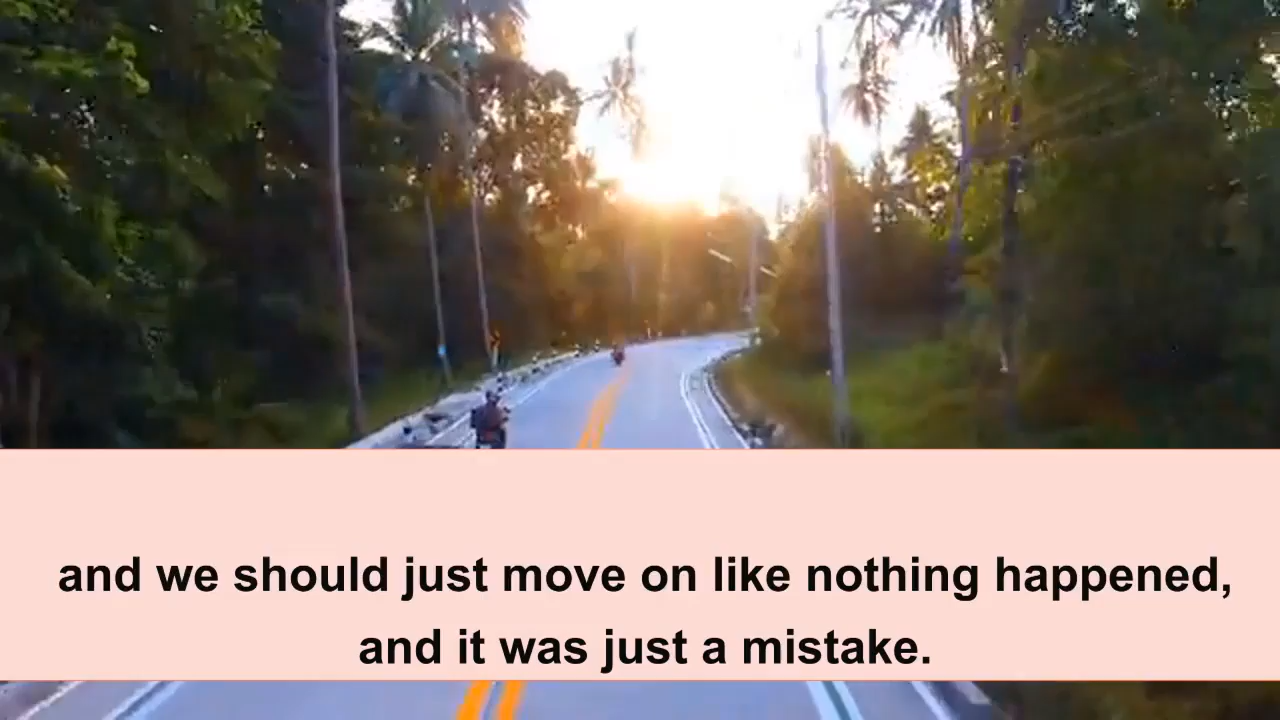 and we should just move on like nothing happened,
and it was just a mistake.